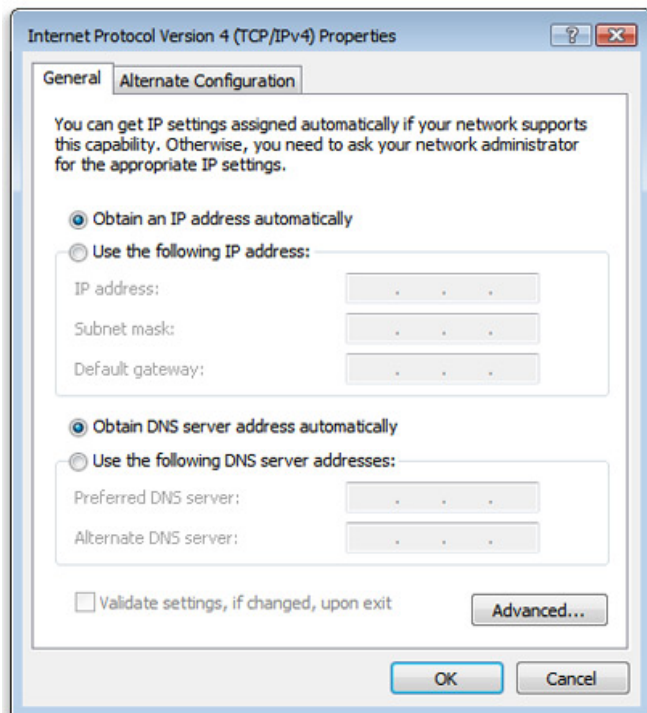 Internet Protocol Version 4 (TCP/IPv4) Properties
General
Alternate Configuration
You can get IP settings assigned automatically if your network supports
this capability. Otherwise, you need to ask your network administrator
for the appropriate IP settings.
Obtain an IP address automatically
Use the following IP address:
IP address:
Subnet mask:
Default gateway:
Obtain DNS server address automatically
Use the following DNS server addresses:
Preferred DNS server:
Alternate DNS server:
Validate settings, if changed, upon exit
Advanced...
OK
Cancel